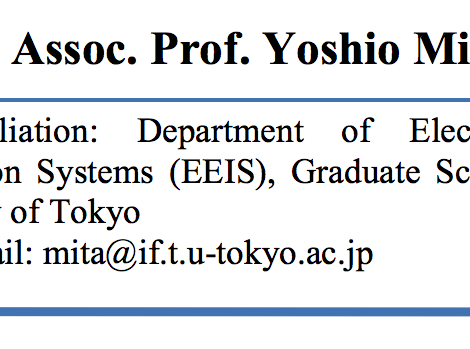 Assoc. Prof. Yoshio Mi
liation: Department of Elec
on Systems (EEIS), Graduate Sc
y of Tokyo
ail: mita@if.t.u-tokyo.ac.jp